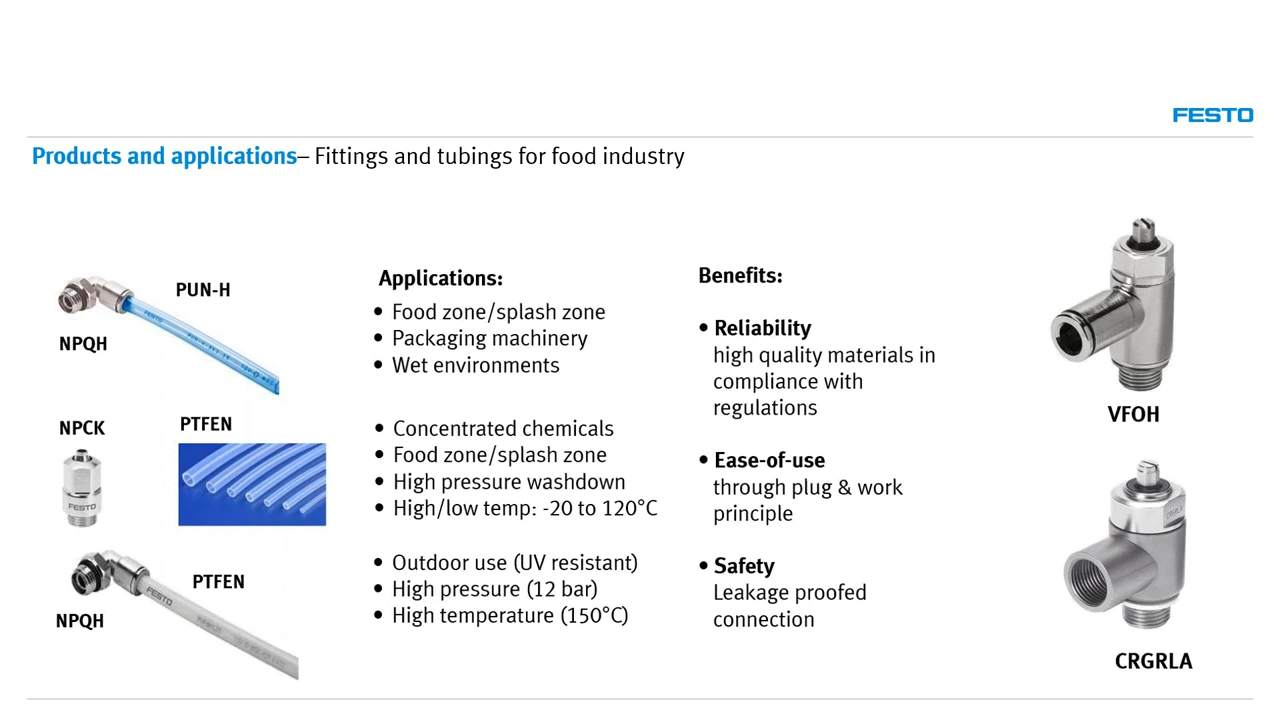 FESTO
Products and applications– Fittings and tubings for food industry
PUN-H
NPQH
NPCK
PTFEN
FESTO
PTFEN
FESTO
NPQH
Applications:
• Food zone/splash zone
• Packaging machinery
• Wet environments
• Concentrated chemicals
• Food zone/splash zone
• High pressure washdown
• High/low temp: -20 to 120°C
• Outdoor use (UV resistant)
• High pressure (12 bar)
• High temperature (150°C)
Benefits:
• Reliability
high quality materials in
compliance with
regulations
• Ease-of-use
through plug & work
principle
• Safety
Leakage proofed
connection
VFOH
CRGRLA